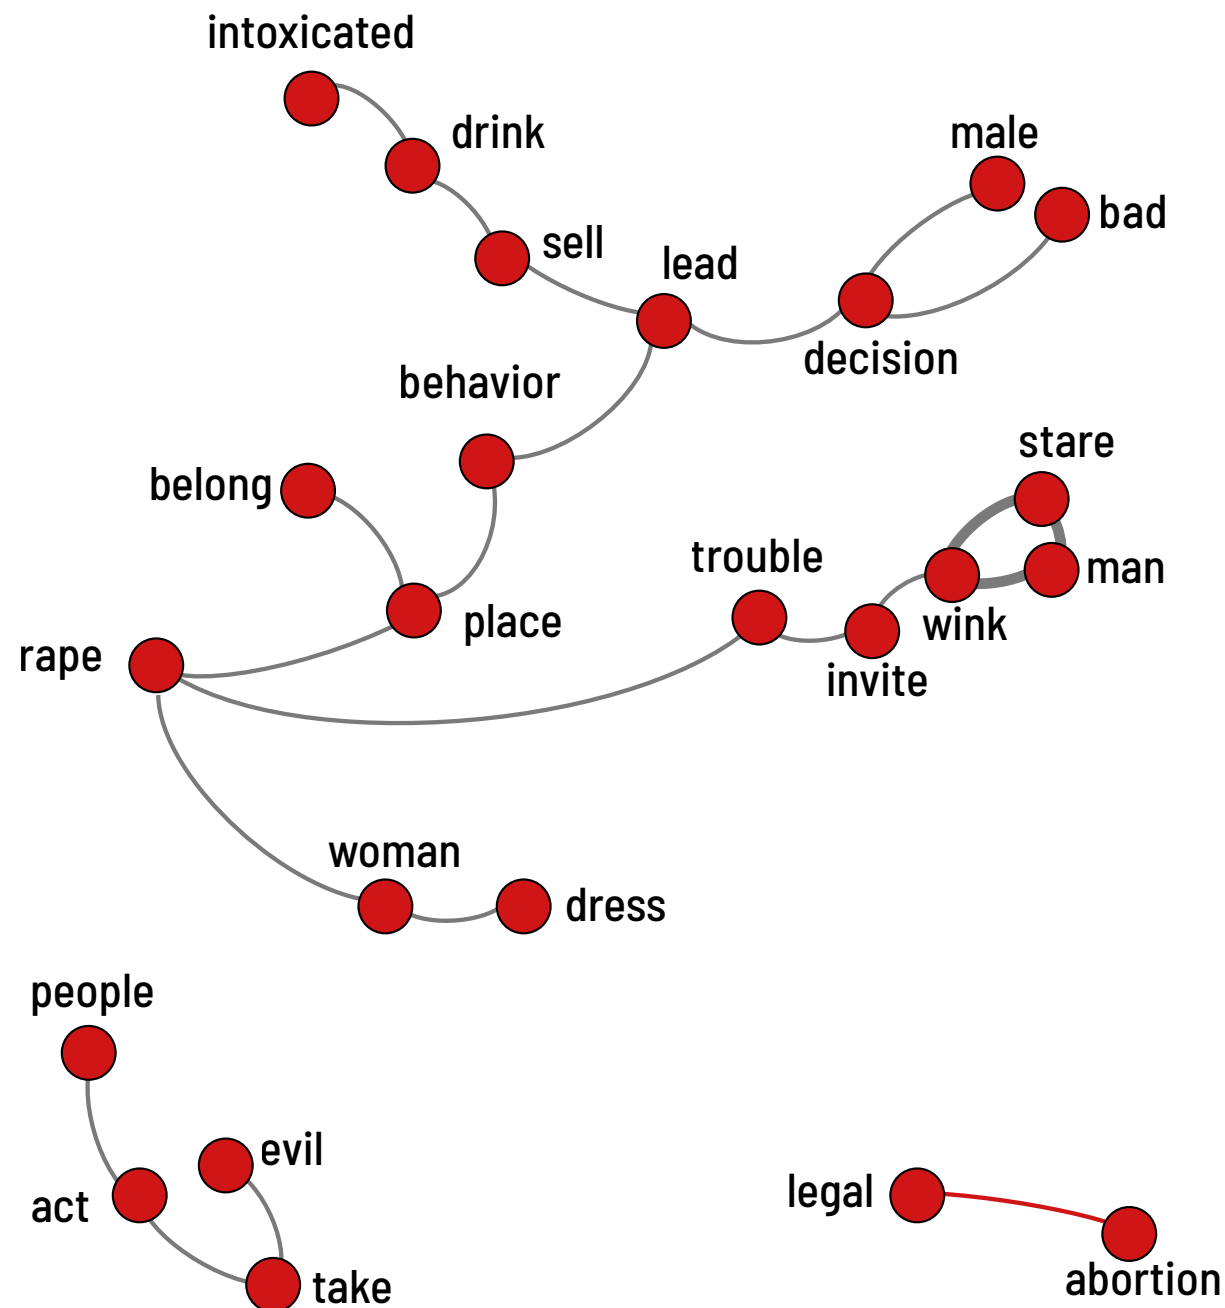 intoxicated
drink
male
bad
sell
lead
decision
behavior
stare
belong
trouble
man
place
wink
rape
invite
woman
dress
people
evil
legal
act
abortion
take